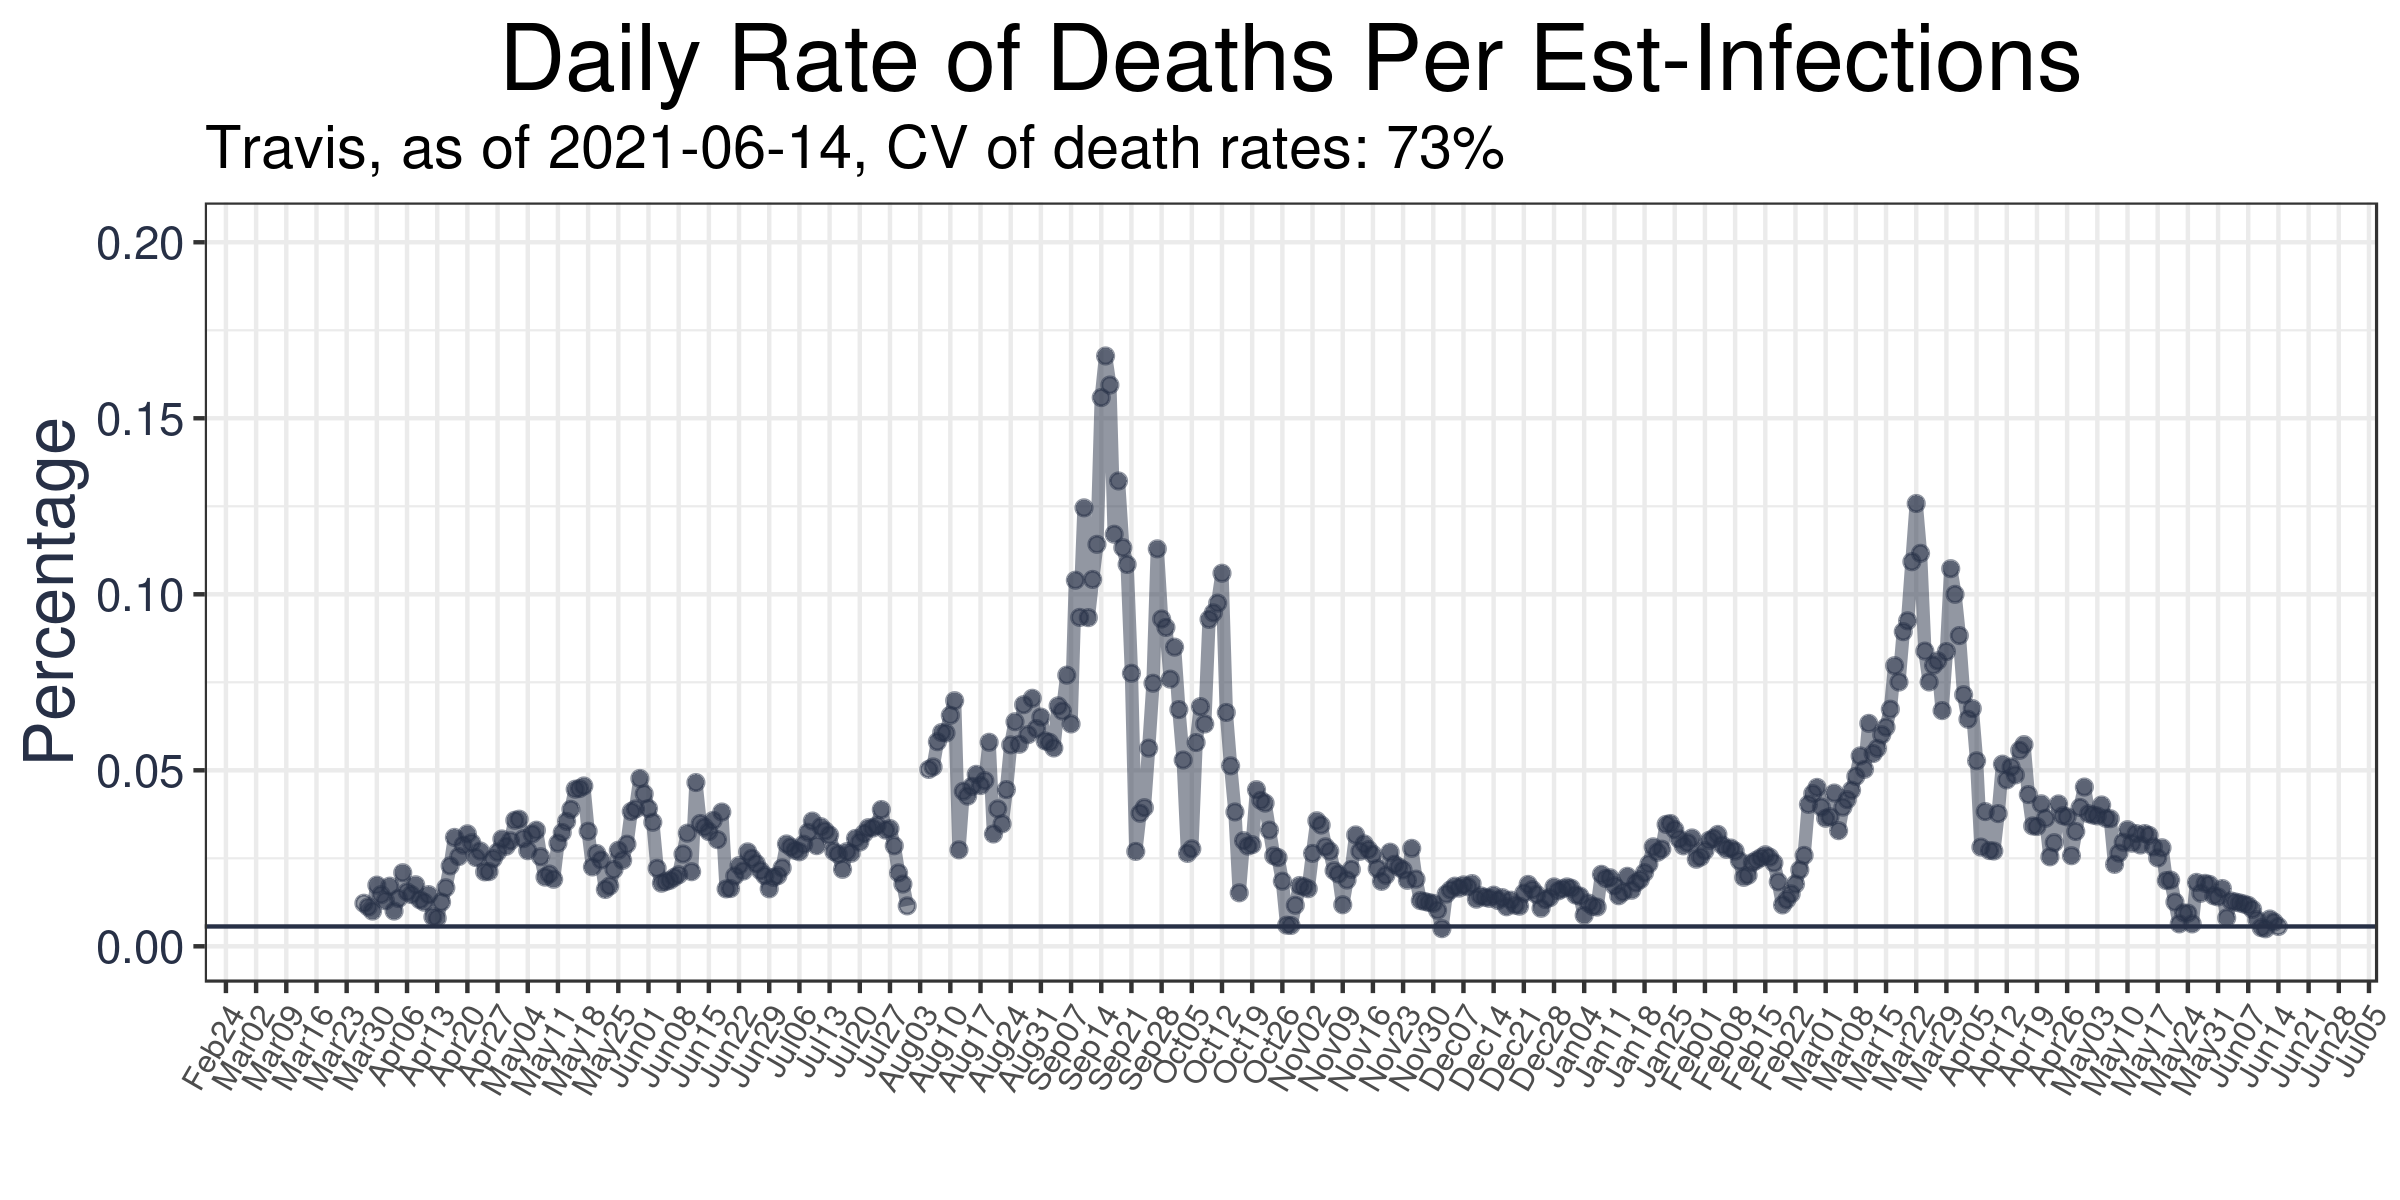 Daily Rate of Deaths Per Est-Infections
Travis, as of 2021-06-14, CV of death rates: 73%
Percentage
0.20
0.15
0.10
0.05
0.00
Feb24
Mar02
Mar09
Mar16
Mar23
Mar30
Apr06
Apr13
Apr20
Apr27
May04
May11
May18
May25
Jun01
Jun08
Jun15
Jun22
Jun29
Jul06
Jul13
Jul20
Jul27
Aug03
Aug10
Aug17
Aug24
Aug31
Sep07
Sep14
Sep21
Sep28
Oct05
Oct12
Oct19
Oct26
Nov02
Nov09
Nov16
Nov23
Nov30
Dec07
Dec14
Dec21
Dec28
Jan04
Jan11
Jan18
Jan25
Feb01
Feb08
Feb15
Feb22
Mar01
Mar08
Mar15
Mar22
Mar29
Apr05
Apr12
Apr19
Apr26
May03
May10
May17
May24
May31
Jun07
Jun14
Jun21
Jun28
Jul05